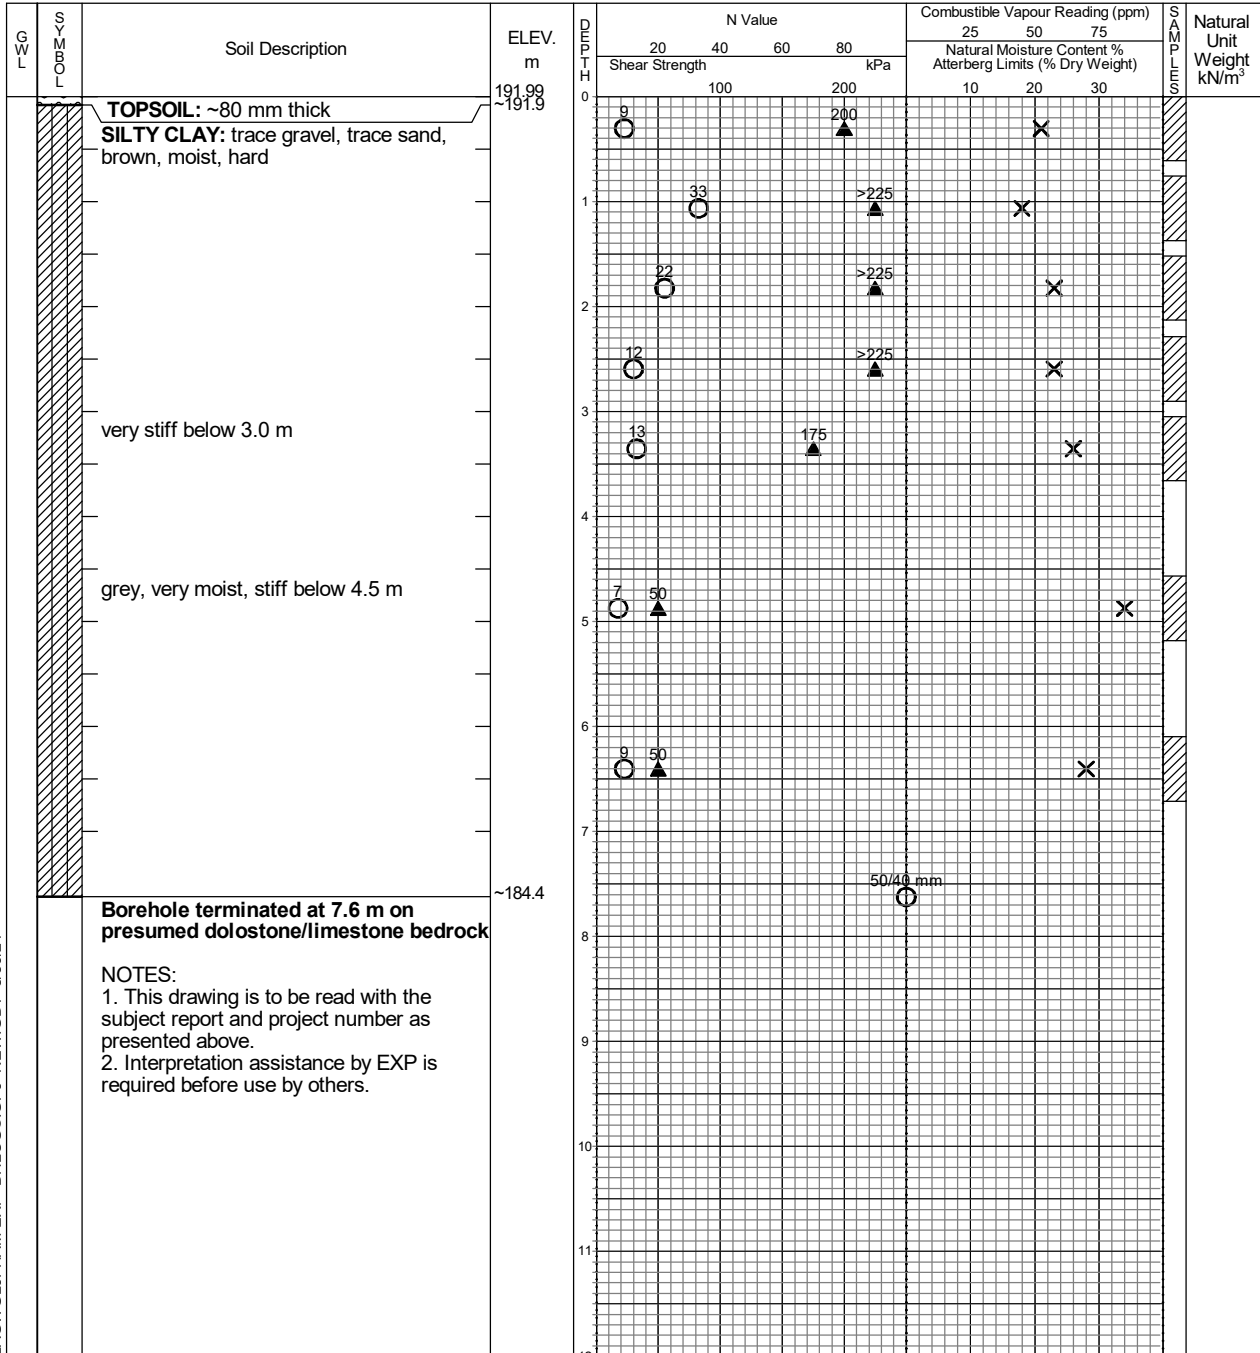 GWL
SYMBOL
Soil Description
ELEV.
m
DEPTH
N Value
20 40 60 80
Shear Strength kPa
100 200
Combustible Vapour Reading (ppm)
25 50 75
Natural Moisture Content %
Atterberg Limits (% Dry Weight)
10 20 30
SAMPLES
Natural
Unit
Weight
kN/m³
191.99
~191.9
0
TOPSOIL: ~80 mm thick
SILTY CLAY: trace gravel, trace sand,
brown, moist, hard
9 200
33 >225
1
22 >225
2
12 >225
3
very stiff below 3.0 m
13 175
4
grey, very moist, stiff below 4.5 m
7 50
5
6
9 50
7
~184.4
50/40 mm
Borehole terminated at 7.6 m on
presumed dolostone/limestone bedrock
8
NOTES:
1. This drawing is to be read with the
subject report and project number as
presented above.
2. Interpretation assistance by EXP is
required before use by others.
9
10
11